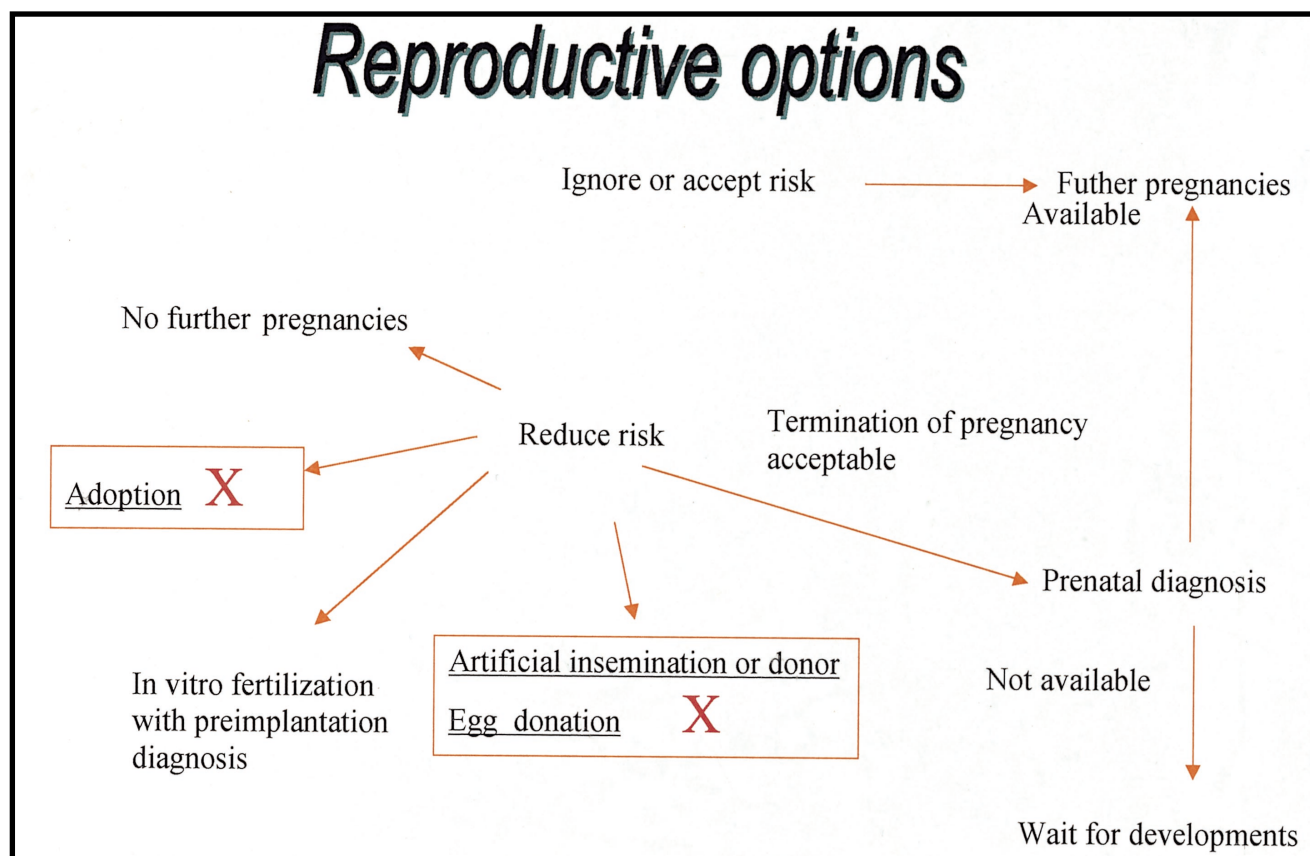 Reproductive options
Ignore or accept risk
Futher pregnancies
Available
No further pregnancies
Reduce risk
Termination of pregnancy
acceptable
Adoption X
Prenatal diagnosis
In vitro fertilization
with preimplantation
diagnosis
Artificial insemination or donor
Egg donation X
Not available
Wait for developments